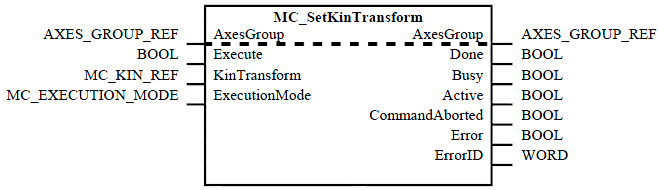 MC_SetKinTransform
AXES_GROUP_REF AxesGroup AxesGroup AXES_GROUP_REF
BOOL Execute Done BOOL
MC_KIN_REF KinTransform Busy BOOL
MC_EXECUTION_MODE ExecutionMode Active BOOL
CommandAborted BOOL
Error BOOL
ErrorID WORD